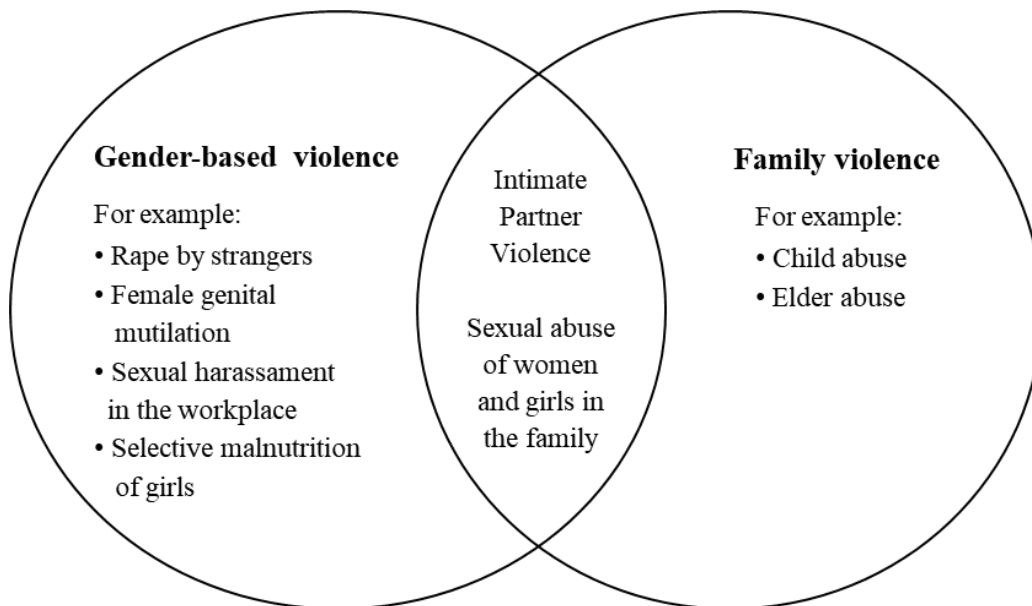 Gender-based violence
For example:
• Rape by strangers
• Female genital
mutilation
• Sexual harassament
in the workplace
• Selective malnutrition
of girls
Intimate
Partner
Violence
Sexual abuse
of women
and girls in
the family
Family violence
For example:
• Child abuse
• Elder abuse